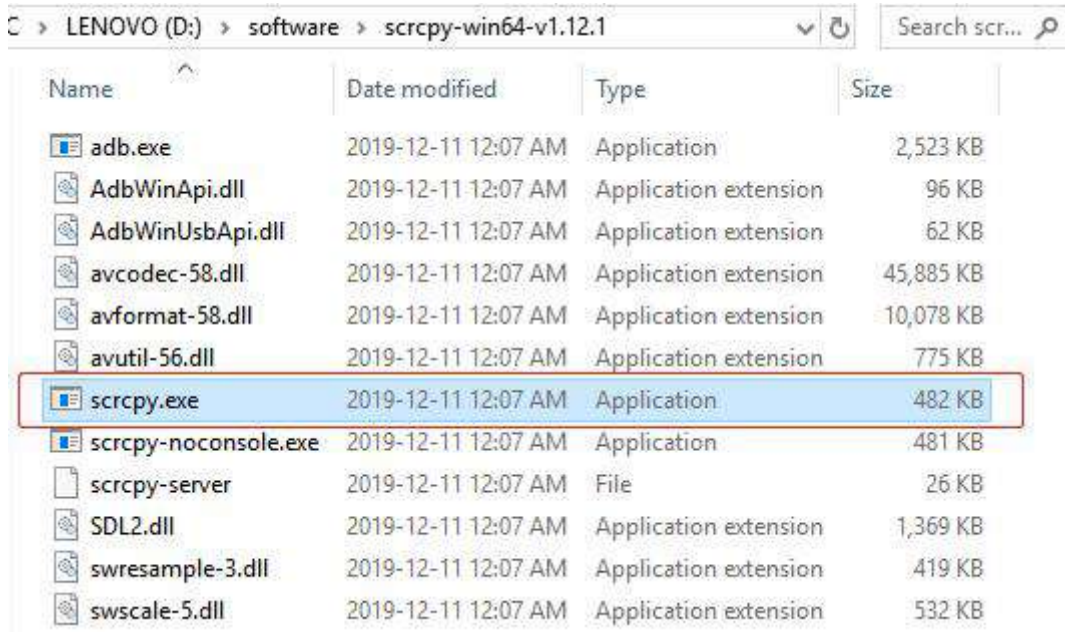 C > LENOVO (D:) > software > scrcpy-win64-v1.12.1 Search scr...
Name Date modified Type Size
adb.exe 2019-12-11 12:07 AM Application 2,523 KB
AdbWinApi.dll 2019-12-11 12:07 AM Application extension 96 KB
AdbWinUsbApi.dll 2019-12-11 12:07 AM Application extension 62 KB
avcodec-58.dll 2019-12-11 12:07 AM Application extension 45,885 KB
avformat-58.dll 2019-12-11 12:07 AM Application extension 10,078 KB
avutil-56.dll 2019-12-11 12:07 AM Application extension 775 KB
scrcpy.exe 2019-12-11 12:07 AM Application 482 KB
scrcpy-noconsole.exe 2019-12-11 12:07 AM Application 481 KB
scrcpy-server 2019-12-11 12:07 AM File 26 KB
SDL2.dll 2019-12-11 12:07 AM Application extension 1,369 KB
swresample-3.dll 2019-12-11 12:07 AM Application extension 419 KB
swscale-5.dll 2019-12-11 12:07 AM Application extension 532 KB